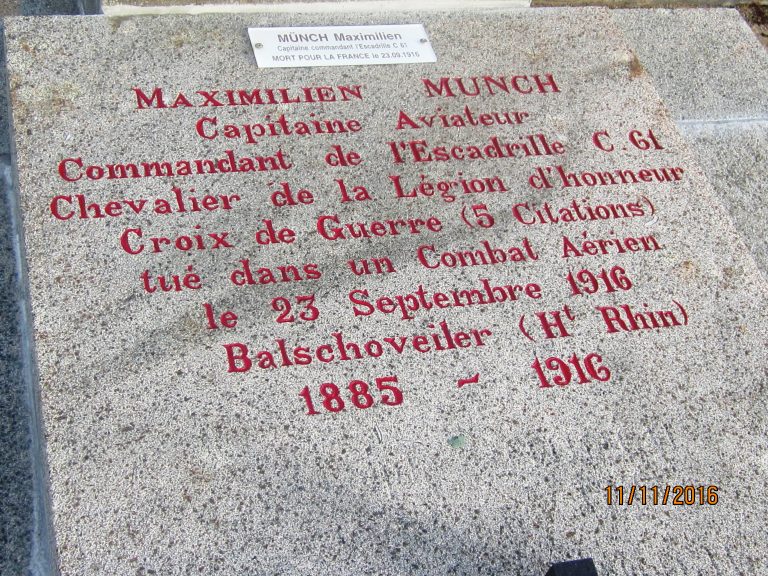 MÜNCH Maximilien
Capitaine commandant l'Escadrille C 61
MORT POUR LA FRANCE le 23.09.1916
MAXIMILIEN MUNCH
Capitaine Aviateur
Commandant de l'Escadrille C.61
Chevalier de la Légion d'honneur
Croix de Guerre (5 Citations)
tué dans un Combat Aérien
le 23 Septembre 1916
Balschoveiler (Ht Rhin)
1885 ~ 1916
11/11/2016